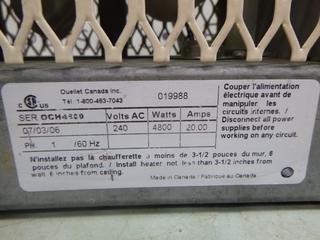 Ouellet Canada Inc.
Tél. 1-800-463-7043
019988
CSA US
SER. OCH4800
Volts AC Watts Amps
07/03/06 240 4800 20.00
PH. 1 / 60 Hz
Couper l'alimentation
électrique avant de
manipuler les
circuits internes. /
Disconnect all power
supplies before
working on any circuit.
N'installez pas la chaufferette à moins de 3-1/2 pouces du mur, 6
pouces du plafond. / Install heater not less than 3-1/2 inches from
wall, 6 inches from ceiling.
Made in Canada / Fabriqué au Canada